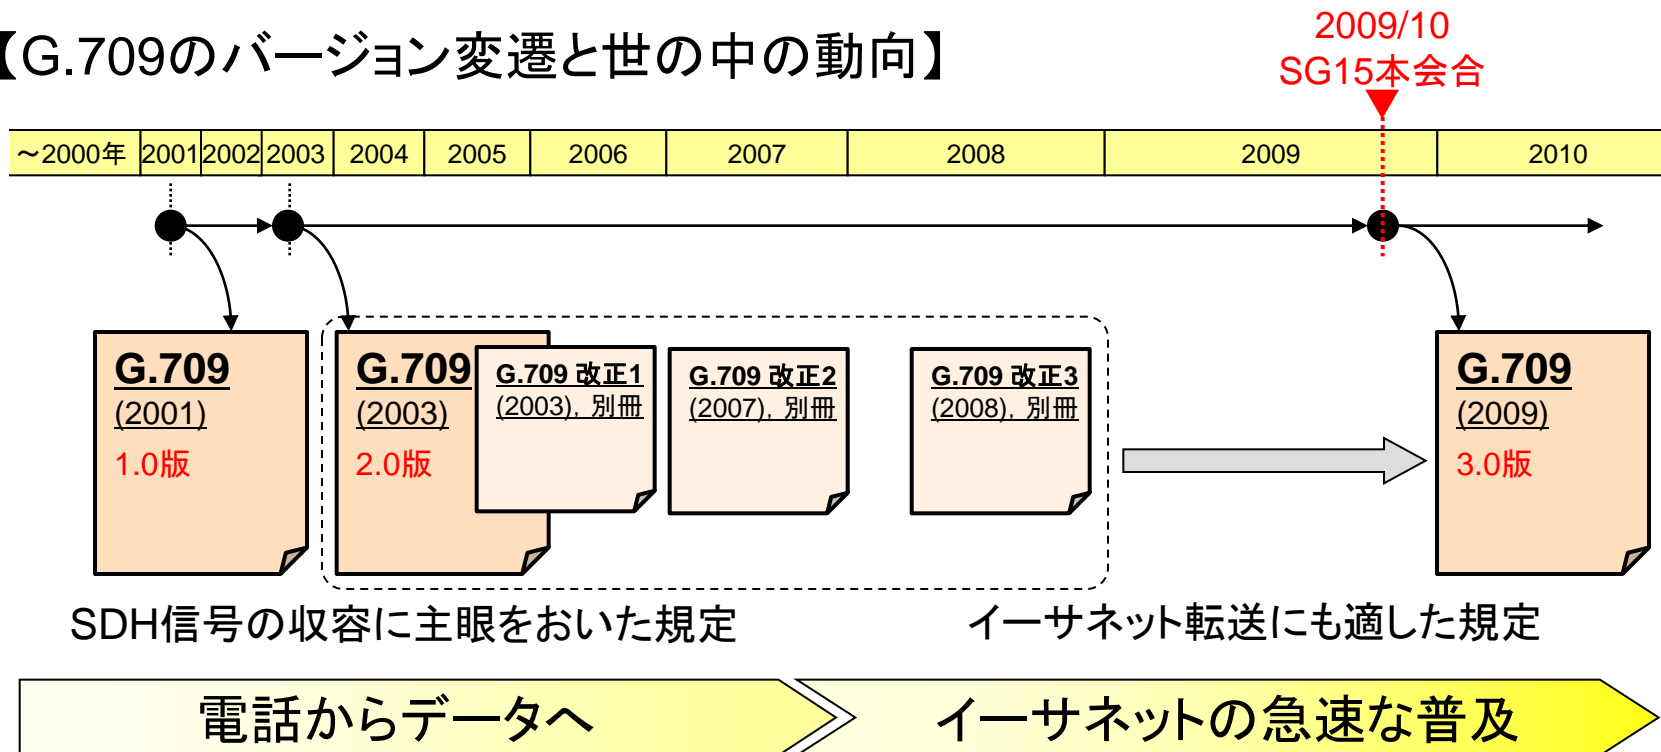 【G.709のバージョン変遷と世の中の動向】
2009/10
SG15本会合
～2000年 2001 2002 2003 2004 2005 2006 2007 2008 2009 2010
G.709
(2001)
1.0版
G.709
(2003)
2.0版
G.709 改正1
(2003), 別冊
G.709 改正2
(2007), 別冊
G.709 改正3
(2008), 別冊
G.709
(2009)
3.0版
SDH信号の収容に主眼をおいた規定
イーサネット転送にも適した規定
電話からデータへ
イーサネットの急速な普及